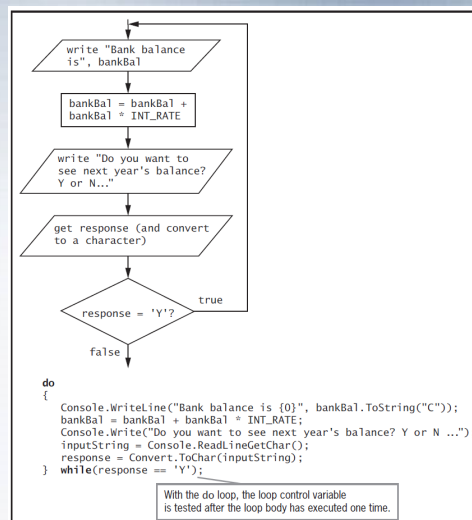 write "Bank balance
is", bankBal
bankBal = bankBal +
bankBal * INT_RATE
write "Do you want to
see next year's balance?
Y or N..."
get response (and convert
to a character)
response = 'Y'?
true
false
do
{
Console.WriteLine("Bank balance is {0}", bankBal.ToString("C"));
bankBal = bankBal + bankBal * INT_RATE;
Console.Write("Do you want to see next year's balance? Y or N ...")
inputString = Console.ReadLineGetChar();
response = Convert.ToChar(inputString);
} while(response == 'Y');
With the do loop, the loop control variable
is tested after the loop body has executed one time.